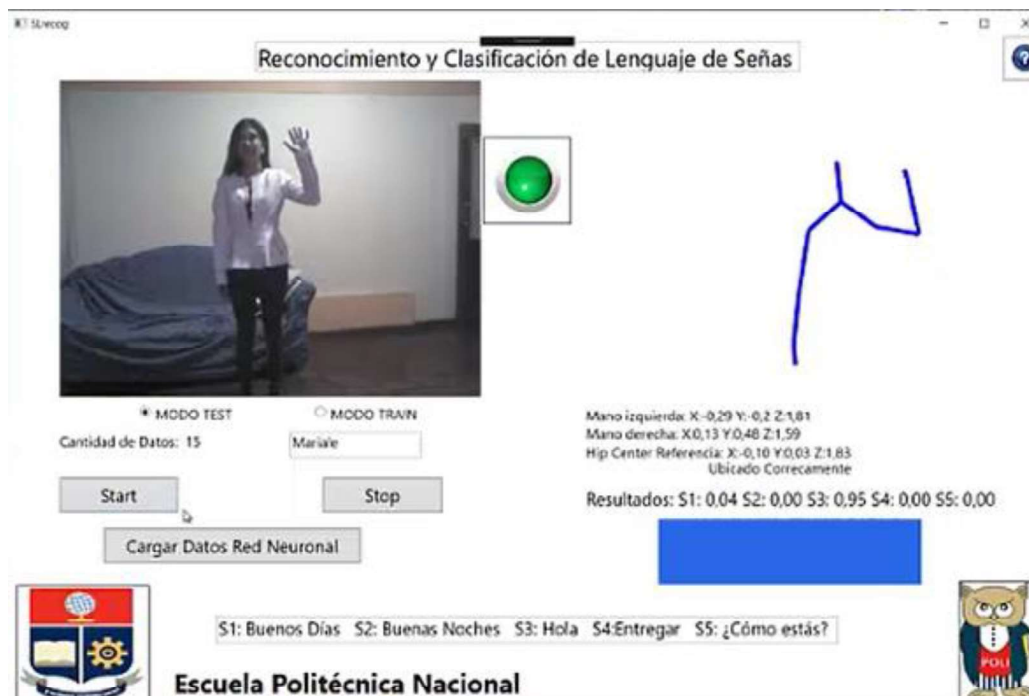 SLrecog
Reconocimiento y Clasificación de Lenguaje de Señas
MODO TEST
MODO TRAIN
Cantidad de Datos: 15
Mariale
Start
Stop
Cargar Datos Red Neuronal
Mano izquierda: X:-0,29 Y:-0,2 Z:1,81
Mano derecha: X:0,13 Y:0,48 Z:1,59
Hip Center Referencia: X:-0,10 Y:0,03 Z:1,83
Ubicado Correcamente
Resultados: S1: 0,04 S2: 0,00 S3: 0,95 S4: 0,00 S5: 0,00
S1: Buenos Días S2: Buenas Noches S3: Hola S4:Entregar S5: ¿Cómo estás?
Escuela Politécnica Nacional
POLI